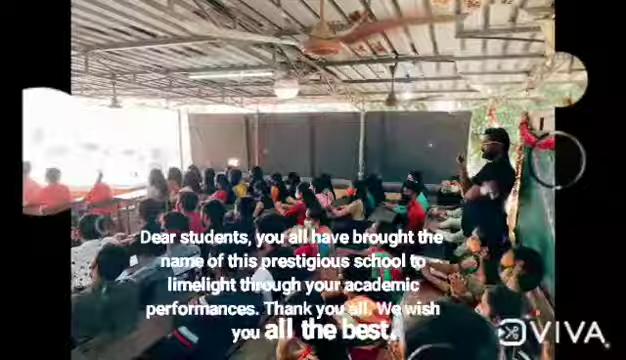 Dear students, you all have brought the
name of this prestigious school to
limelight through your academic
performances. Thank you all. We wish
you all the best.
VIVA